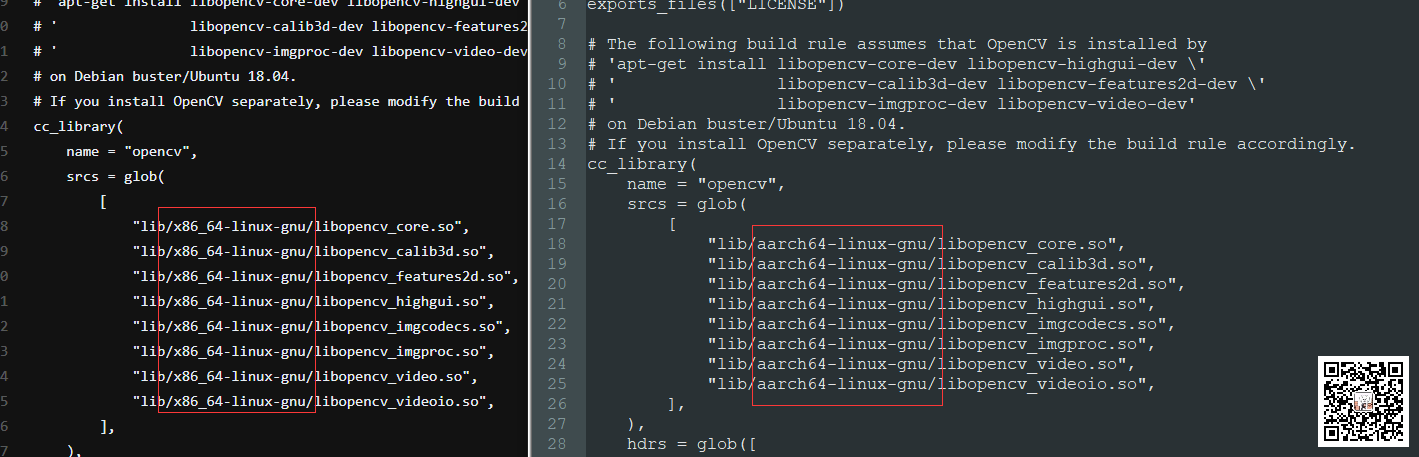 9 # 'apt-get install libopencv-core-dev libopencv-highgui-dev
0 # ' libopencv-calib3d-dev libopencv-features2
1 # ' libopencv-imgproc-dev libopencv-video-dev
2 # on Debian buster/Ubuntu 18.04.
3 # If you install OpenCV separately, please modify the build
4 cc_library(
5 name = "opencv",
6 srcs = glob(
7 [
8 "lib/x86_64-linux-gnu/libopencv_core.so",
9 "lib/x86_64-linux-gnu/libopencv_calib3d.so",
0 "lib/x86_64-linux-gnu/libopencv_features2d.so",
1 "lib/x86_64-linux-gnu/libopencv_highgui.so",
2 "lib/x86_64-linux-gnu/libopencv_imgcodecs.so",
3 "lib/x86_64-linux-gnu/libopencv_imgproc.so",
4 "lib/x86_64-linux-gnu/libopencv_video.so",
5 "lib/x86_64-linux-gnu/libopencv_videoio.so",
6 ],
7 ),
6 exports_files(["LICENSE"])
7
8 # The following build rule assumes that OpenCV is installed by
9 # 'apt-get install libopencv-core-dev libopencv-highgui-dev \'
10 # ' libopencv-calib3d-dev libopencv-features2d-dev \'
11 # ' libopencv-imgproc-dev libopencv-video-dev'
12 # on Debian buster/Ubuntu 18.04.
13 # If you install OpenCV separately, please modify the build rule accordingly.
14 cc_library(
15 name = "opencv",
16 srcs = glob(
17 [
18 "lib/aarch64-linux-gnu/libopencv_core.so",
19 "lib/aarch64-linux-gnu/libopencv_calib3d.so",
20 "lib/aarch64-linux-gnu/libopencv_features2d.so",
21 "lib/aarch64-linux-gnu/libopencv_highgui.so",
22 "lib/aarch64-linux-gnu/libopencv_imgcodecs.so",
23 "lib/aarch64-linux-gnu/libopencv_imgproc.so",
24 "lib/aarch64-linux-gnu/libopencv_video.so",
25 "lib/aarch64-linux-gnu/libopencv_videoio.so",
26 ],
27 ),
28 hdrs = glob([